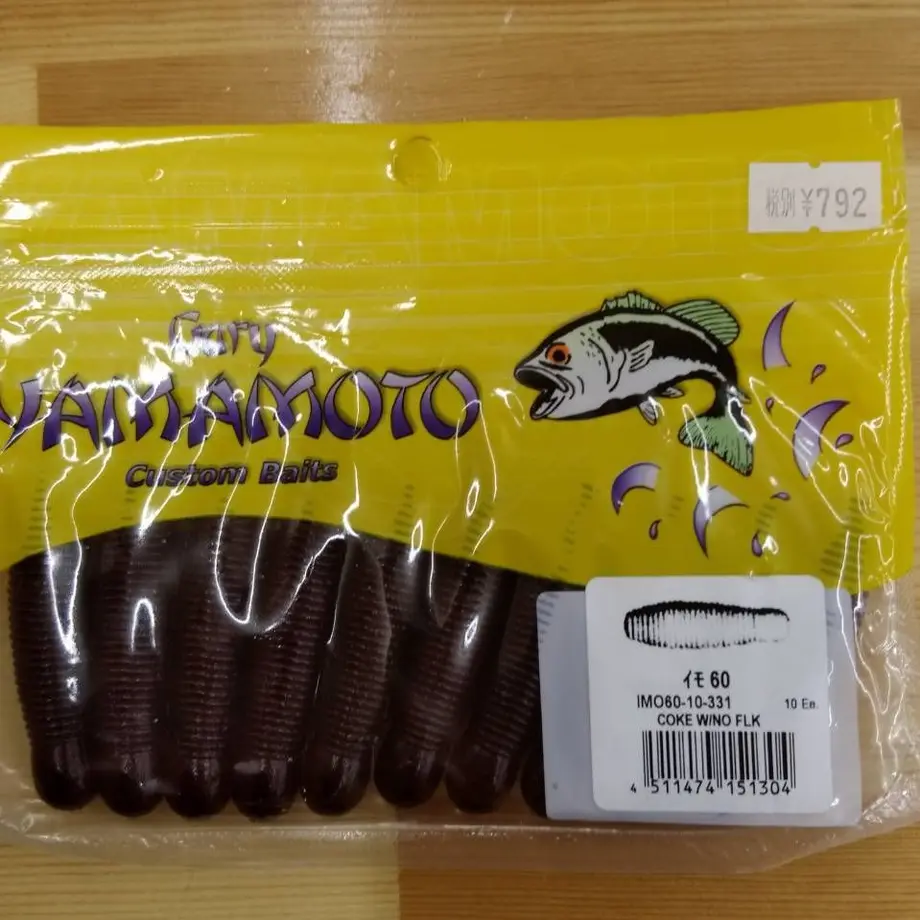 税別 ¥792
Gary
YAMAMOTO
Custom Baits
イモ 60
IMO60-10-331 10 Ea.
COKE W/NO FLK
4 511474 151304